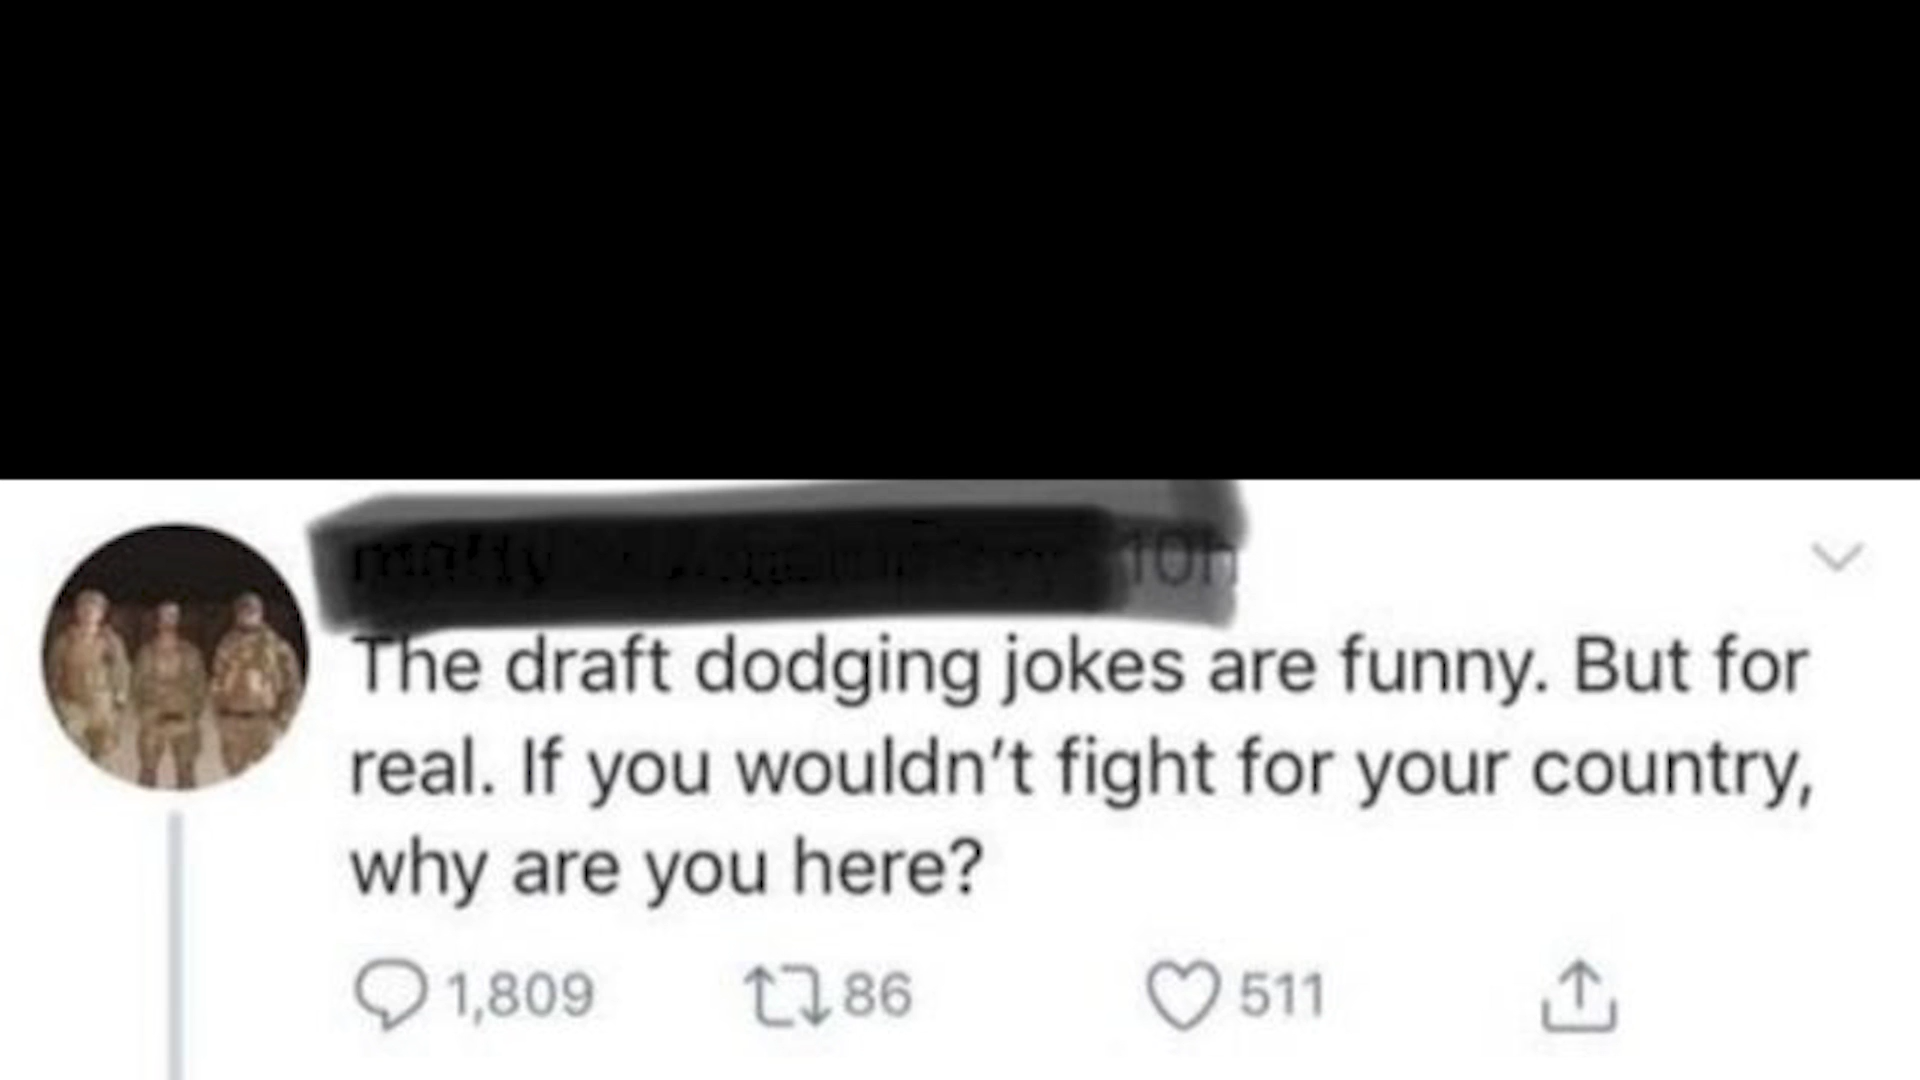 10h
The draft dodging jokes are funny. But for
real. If you wouldn't fight for your country,
why are you here?
1,809 86 511